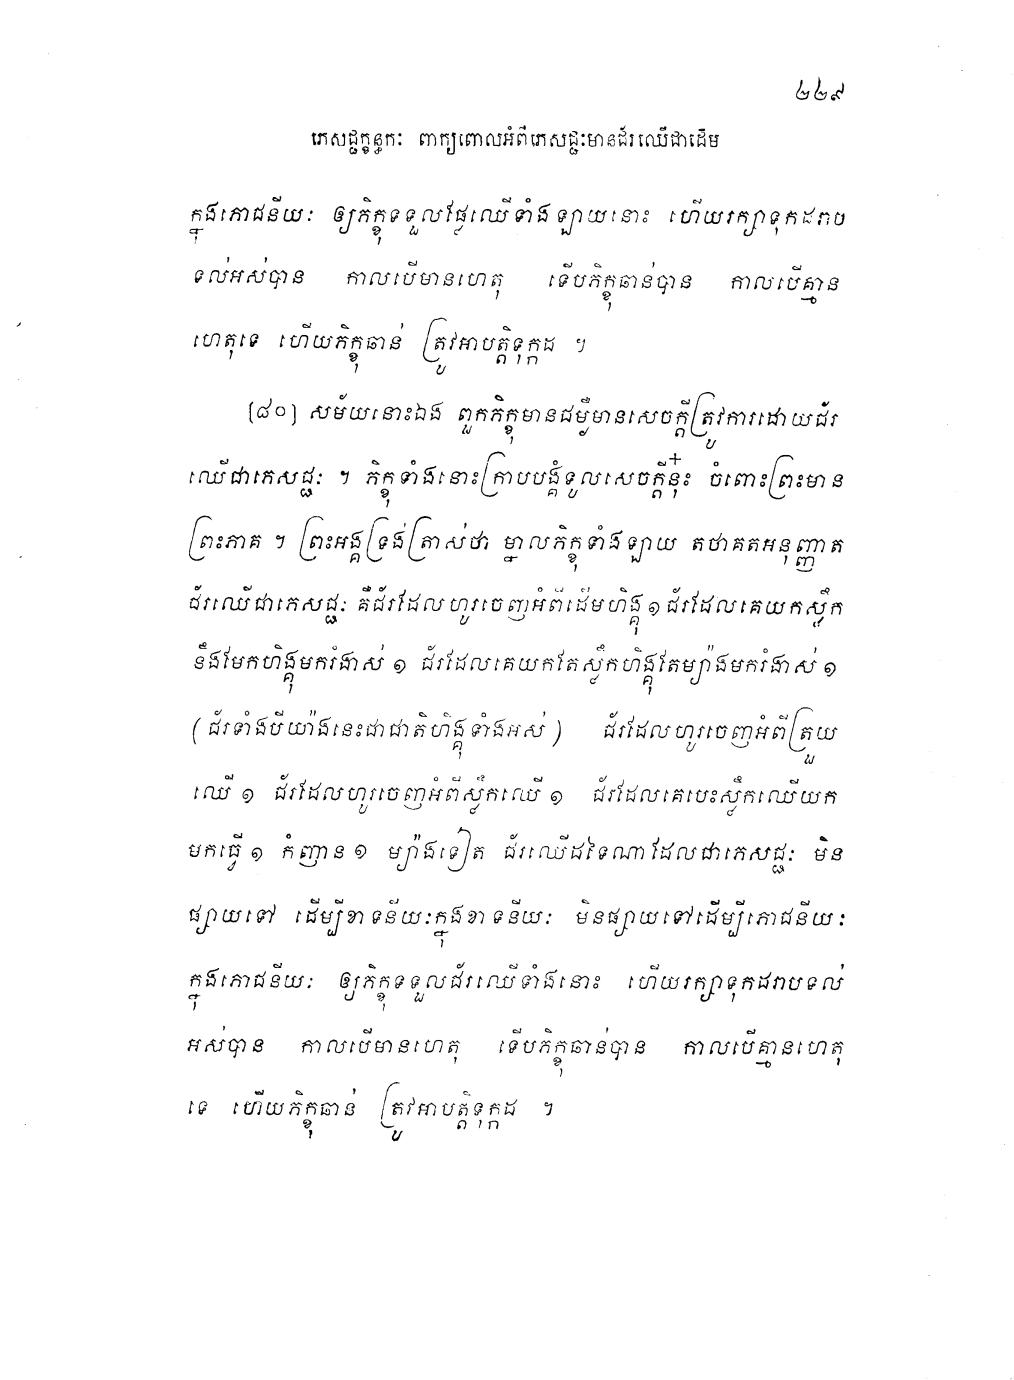 ២២៩
ភេសជ្ជក្ខន្ធកៈ ពាក្យពោលអំពីភេសជ្ជៈមានជ័រឈើជាដើម
ក្នុងភោជនីយៈ ឲ្យភិក្ខុទទួលផ្លែឈើទាំងឡាយនោះ ហើយរក្សាទុកដរាប
ទល់អស់បាន កាលបើមានហេតុ ទើបភិក្ខុឆាន់បាន កាលបើគ្មាន
ហេតុទេ ហើយភិក្ខុឆាន់ ត្រូវអាបត្តិទុក្កដ ។
(៨០) សម័យនោះឯង ពួកភិក្ខុមានជម្ងឺមានសេចក្តីត្រូវការដោយជ័រ
ឈើជាភេសជ្ជៈ ។ ភិក្ខុទាំងនោះក្រាបបង្គំទូលសេចក្តីនុ៎ះ ចំពោះព្រះមាន
ព្រះភាគ ។ ព្រះអង្គទ្រង់ត្រាស់ថា ម្នាលភិក្ខុទាំងឡាយ តថាគតអនុញ្ញាត
ជ័រឈើជាភេសជ្ជៈ គឺជ័រដែលហូរចេញអំពីដើមហិង្គុ ១ ជ័រដែលគេយកស្លឹក
នឹងមែកហិង្គុមករំងាស់ ១ ជ័រដែលគេយកតែស្លឹកហិង្គុតែម្យ៉ាងមករំងាស់ ១
(ជ័រទាំងបីយ៉ាងនេះជាជាតិហិង្គុទាំងអស់) ជ័រដែលហូរចេញអំពីត្រួយ
ឈើ ១ ជ័រដែលហូរចេញអំពីស្លឹកឈើ ១ ជ័រដែលគេបេះស្លឹកឈើយក
មកធ្វើ ១ កំញាន ១ ម្យ៉ាងទៀត ជ័រឈើដទៃណាដែលជាភេសជ្ជៈ មិន
ផ្សាយទៅ ដើម្បីខាទនីយៈក្នុងខាទនីយៈ មិនផ្សាយទៅដើម្បីភោជនីយៈ
ក្នុងភោជនីយៈ ឲ្យភិក្ខុទទួលជ័រឈើទាំងនោះ ហើយរក្សាទុកដរាបទល់
អស់បាន កាលបើមានហេតុ ទើបភិក្ខុឆាន់បាន កាលបើគ្មានហេតុ
ទេ ហើយភិក្ខុឆាន់ ត្រូវអាបត្តិទុក្កដ ។